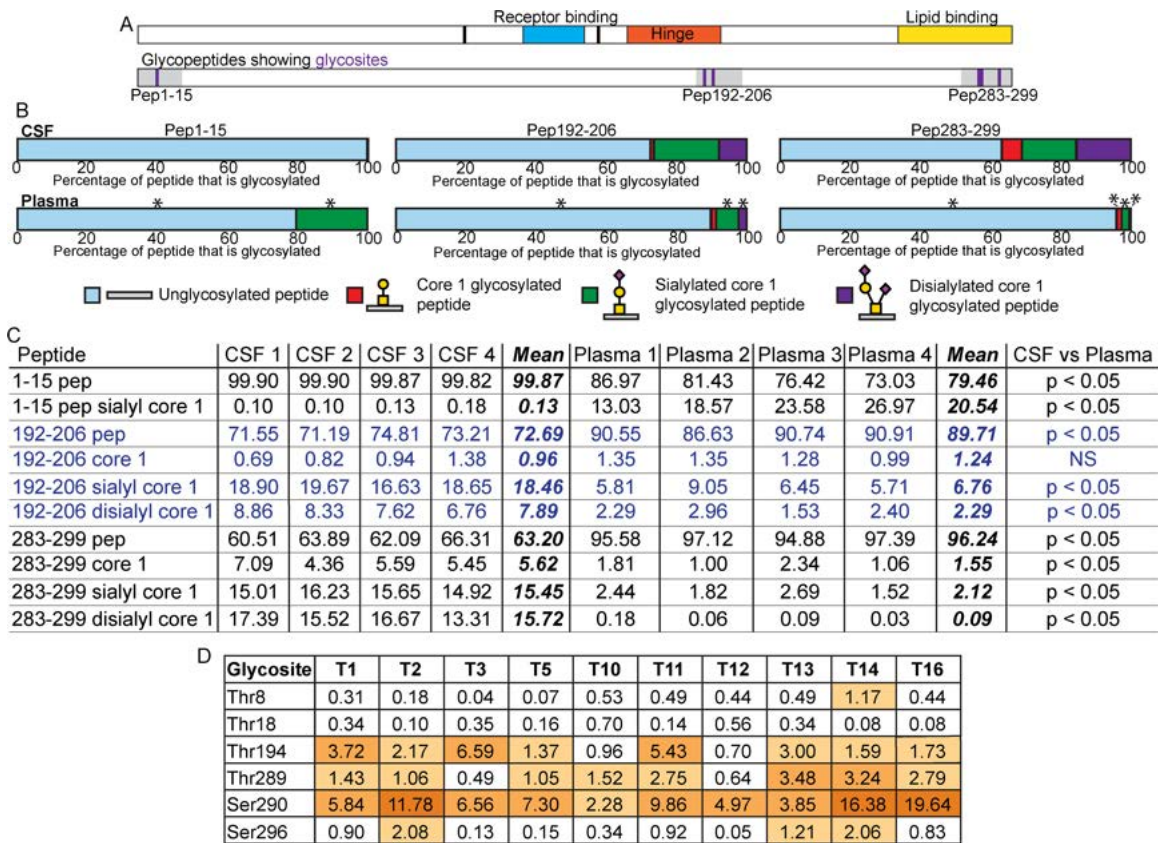 A
Receptor binding
Lipid binding
Hinge
Glycopeptides showing glycosites
Pep1-15 Pep192-206 Pep283-299
B
CSF Pep1-15 Pep192-206 Pep283-299
0 20 40 60 80 100 0 20 40 60 80 100 0 20 40 60 80 100
Percentage of peptide that is glycosylated Percentage of peptide that is glycosylated Percentage of peptide that is glycosylated
Plasma * * * * * * * *
0 20 40 60 80 100 0 20 40 60 80 100 0 20 40 60 80 100
Percentage of peptide that is glycosylated Percentage of peptide that is glycosylated Percentage of peptide that is glycosylated
Unglycosylated peptide
Core 1 glycosylated
peptide
Sialylated core 1
glycosylated peptide
Disialylated core 1
glycosylated peptide
C
Peptide CSF 1 CSF 2 CSF 3 CSF 4 Mean Plasma 1 Plasma 2 Plasma 3 Plasma 4 Mean CSF vs Plasma
1-15 pep 99.90 99.90 99.87 99.82 99.87 86.97 81.43 76.42 73.03 79.46 p < 0.05
1-15 pep sialyl core 1 0.10 0.10 0.13 0.18 0.13 13.03 18.57 23.58 26.97 20.54 p < 0.05
192-206 pep 71.55 71.19 74.81 73.21 72.69 90.55 86.63 90.74 90.91 89.71 p < 0.05
192-206 core 1 0.69 0.82 0.94 1.38 0.96 1.35 1.35 1.28 0.99 1.24 NS
192-206 sialyl core 1 18.90 19.67 16.63 18.65 18.46 5.81 9.05 6.45 5.71 6.76 p < 0.05
192-206 disialyl core 1 8.86 8.33 7.62 6.76 7.89 2.29 2.96 1.53 2.40 2.29 p < 0.05
283-299 pep 60.51 63.89 62.09 66.31 63.20 95.58 97.12 94.88 97.39 96.24 p < 0.05
283-299 core 1 7.09 4.36 5.59 5.45 5.62 1.81 1.00 2.34 1.06 1.55 p < 0.05
283-299 sialyl core 1 15.01 16.23 15.65 14.92 15.45 2.44 1.82 2.69 1.52 2.12 p < 0.05
283-299 disialyl core 1 17.39 15.52 16.67 13.31 15.72 0.18 0.06 0.09 0.03 0.09 p < 0.05
D
Glycosite T1 T2 T3 T5 T10 T11 T12 T13 T14 T16
Thr8 0.31 0.18 0.04 0.07 0.53 0.49 0.44 0.49 1.17 0.44
Thr18 0.34 0.10 0.35 0.16 0.70 0.14 0.56 0.34 0.08 0.08
Thr194 3.72 2.17 6.59 1.37 0.96 5.43 0.70 3.00 1.59 1.73
Thr289 1.43 1.06 0.49 1.05 1.52 2.75 0.64 3.48 3.24 2.79
Ser290 5.84 11.78 6.56 7.30 2.28 9.86 4.97 3.85 16.38 19.64
Ser296 0.90 2.08 0.13 0.15 0.34 0.92 0.05 1.21 2.06 0.83